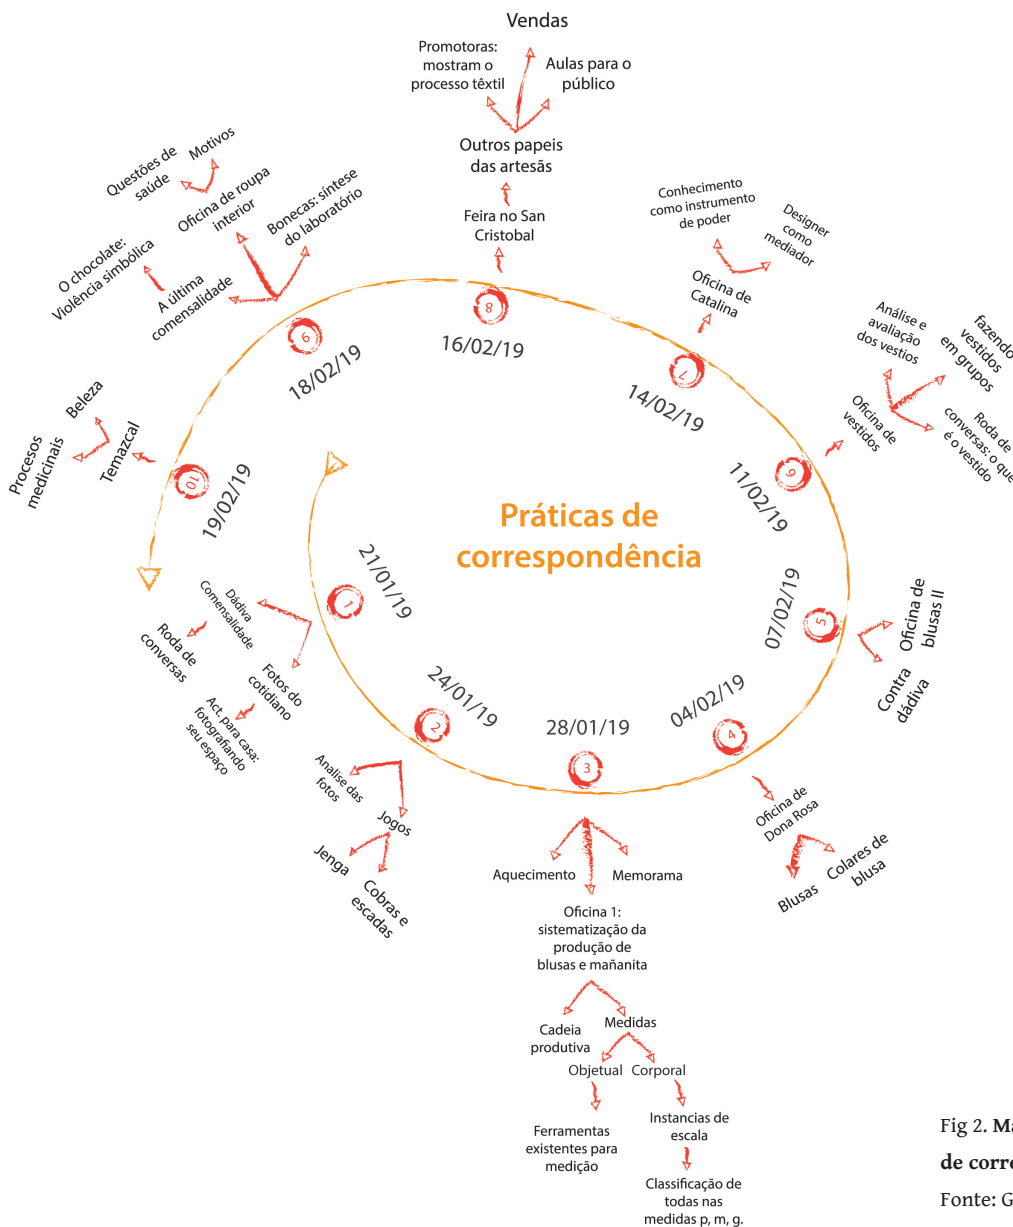 Práticas de
correspondência
1
21/01/19
Dádiva
Comensalidade
Roda de
conversas
Fotos do
cotidiano
Act. para casa:
fotografiando
seu espaço
2
24/01/19
Analise das
fotos
Jogos
Jenga
Cobras e
escadas
3
28/01/19
Aquecimento
Memorama
Oficina 1:
sistematização da
produção de
blusas e mañanita
Cadeia
produtiva
Medidas
Objetual
Corporal
Ferramentas
existentes para
medição
Instancias de
escala
Classificação de
todas nas
medidas p, m, g.
4
04/02/19
Oficina de
Dona Rosa
Blusas
Colares de
blusa
5
07/02/19
Oficina de
blusas II
Contra
dádiva
6
11/02/19
Oficina de
vestidos
Análise e
avaliação
dos vestios
fazendo
vestidos
em grupos
Roda de
conversas: o que
é o vestido
7
14/02/19
Oficina de
Catalina
Conhecimento
como instrumento
de poder
Designer
como
mediador
8
16/02/19
Feira no San
Cristobal
Outros papeis
das artesãs
Promotoras:
mostram o
processo têxtil
Vendas
Aulas para o
público
9
18/02/19
A última
comensalidade
O chocolate:
Violência simbólica
Oficina de roupa
interior
Questões de
saúde
Motivos
Bonecas: síntese
do laboratório
10
19/02/19
Temazcal
Beleza
Procesos
medicinais
Fig 2. Ma
de corre
Fonte: G